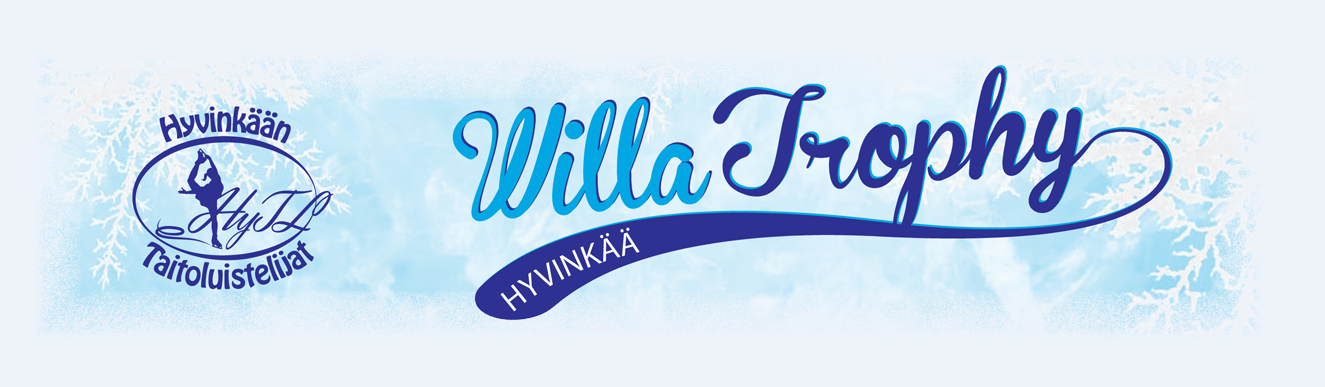 Hyvinkään
HyTL
Taitoluistelijat
Willa Trophy
HYVINKÄÄ